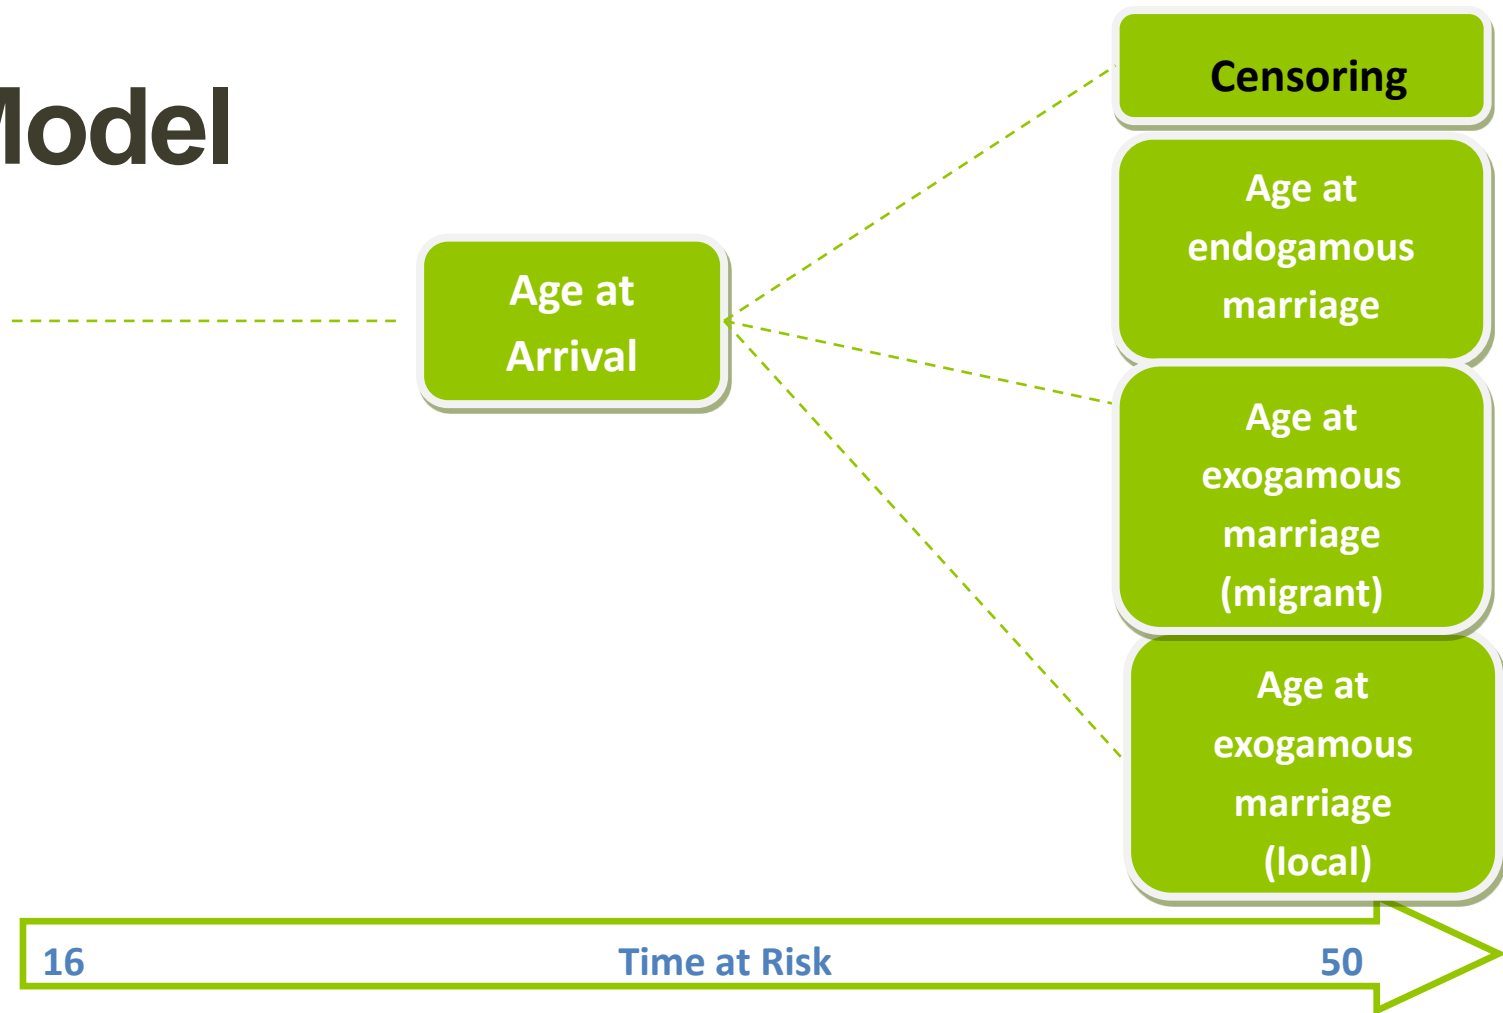 Model
Censoring
Age at
endogamous
marriage
Age at
Arrival
Age at
exogamous
marriage
(migrant)
Age at
exogamous
marriage
(local)
16 Time at Risk 50